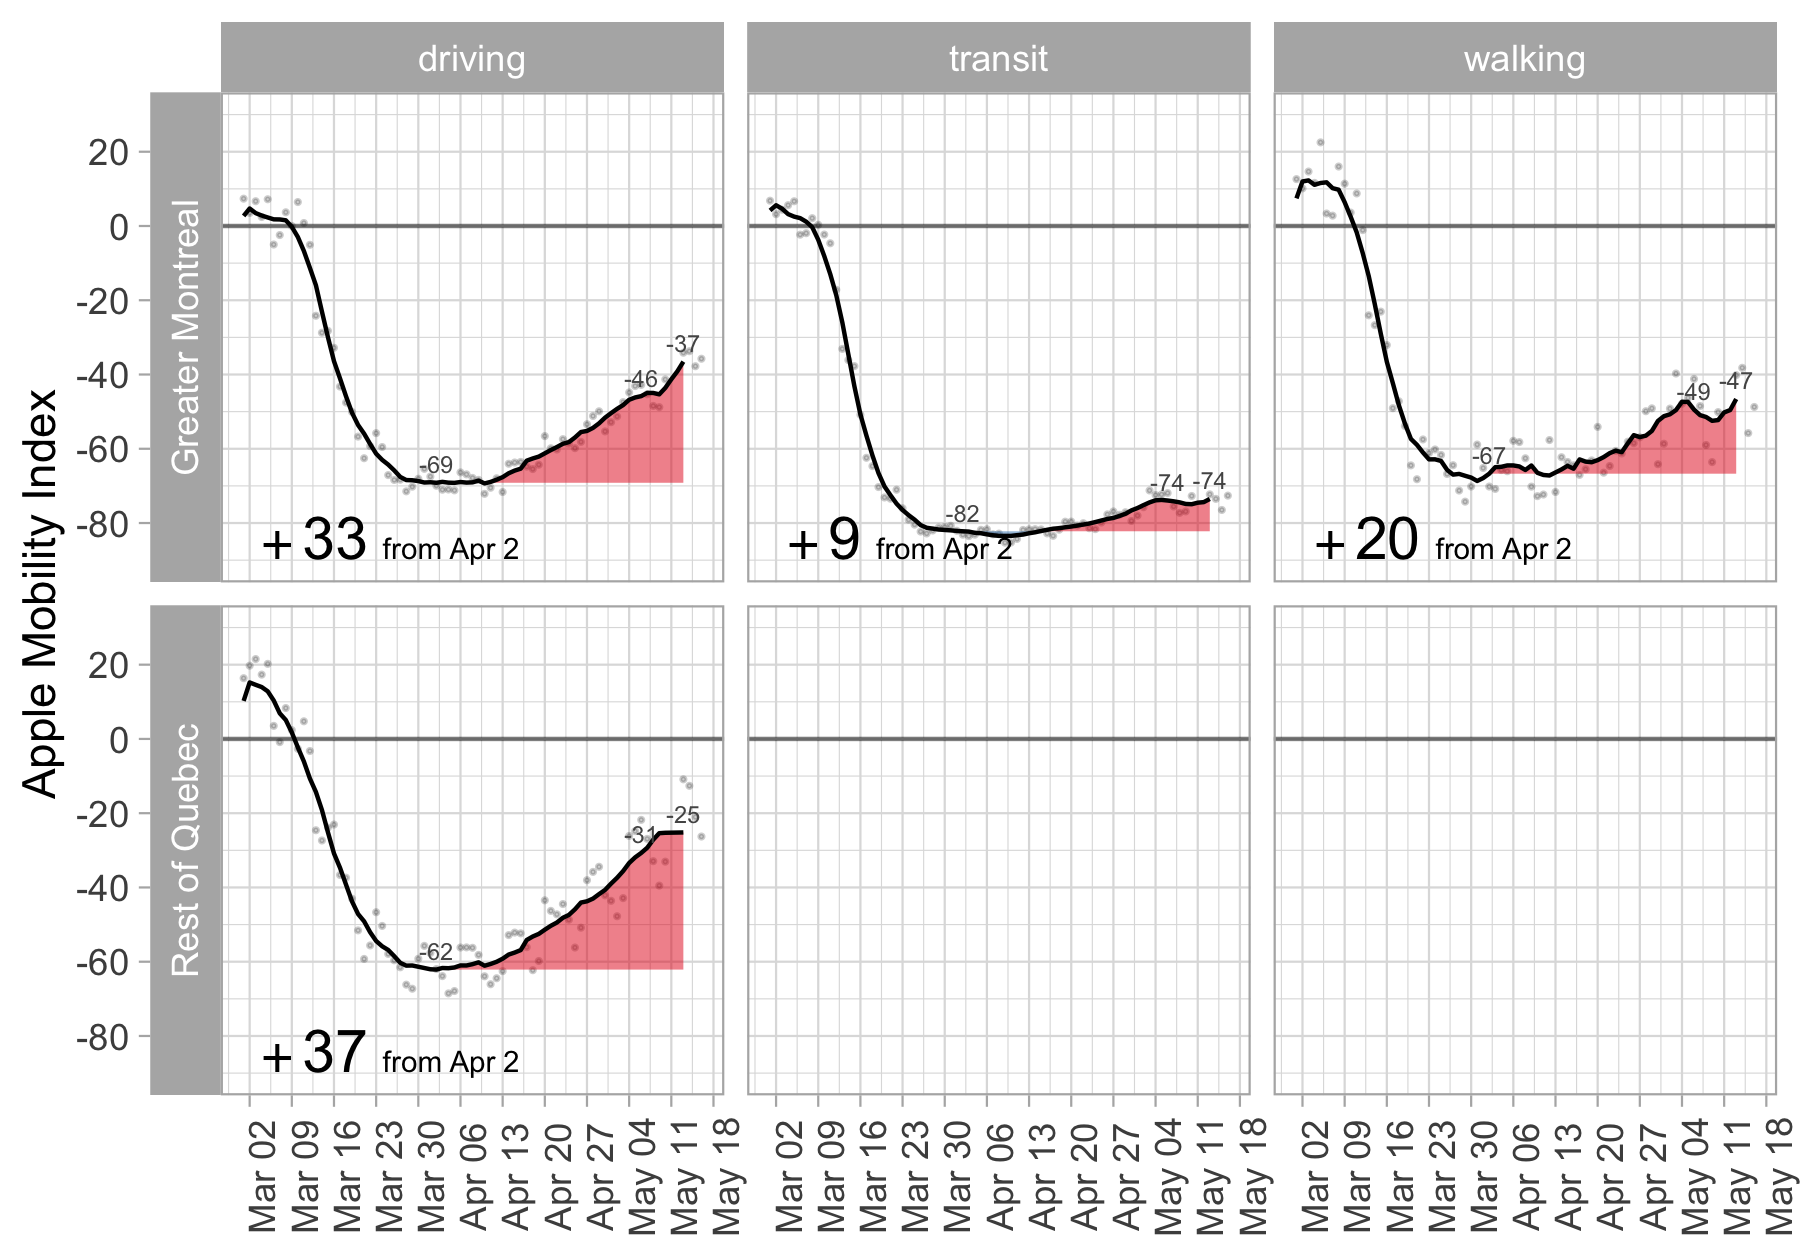 driving
transit
walking
Apple Mobility Index
Greater Montreal
20
0
-20
-40
-60
-80
-69
-46
-37
+33 from Apr 2
-82
-74
-74
+9 from Apr 2
-67
-49
-47
+20 from Apr 2
Rest of Quebec
20
0
-20
-40
-60
-80
-62
-31
-25
+37 from Apr 2
Mar 02
Mar 09
Mar 16
Mar 23
Mar 30
Apr 06
Apr 13
Apr 20
Apr 27
May 04
May 11
May 18
Mar 02
Mar 09
Mar 16
Mar 23
Mar 30
Apr 06
Apr 13
Apr 20
Apr 27
May 04
May 11
May 18
Mar 02
Mar 09
Mar 16
Mar 23
Mar 30
Apr 06
Apr 13
Apr 20
Apr 27
May 04
May 11
May 18